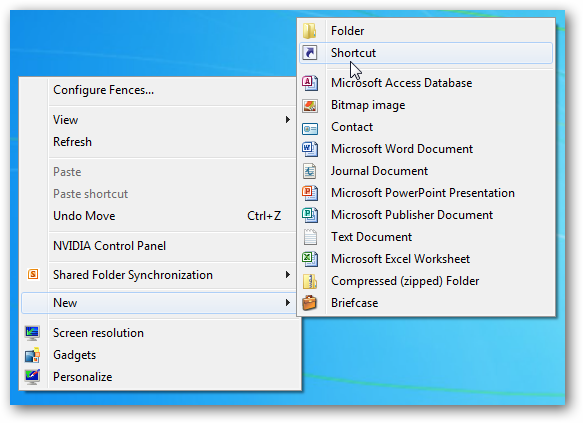 Configure Fences...
View
Refresh
Paste
Paste shortcut
Undo Move Ctrl+Z
NVIDIA Control Panel
Shared Folder Synchronization
New
Screen resolution
Gadgets
Personalize
Folder
Shortcut
Microsoft Access Database
Bitmap image
Contact
Microsoft Word Document
Journal Document
Microsoft PowerPoint Presentation
Microsoft Publisher Document
Text Document
Microsoft Excel Worksheet
Compressed (zipped) Folder
Briefcase